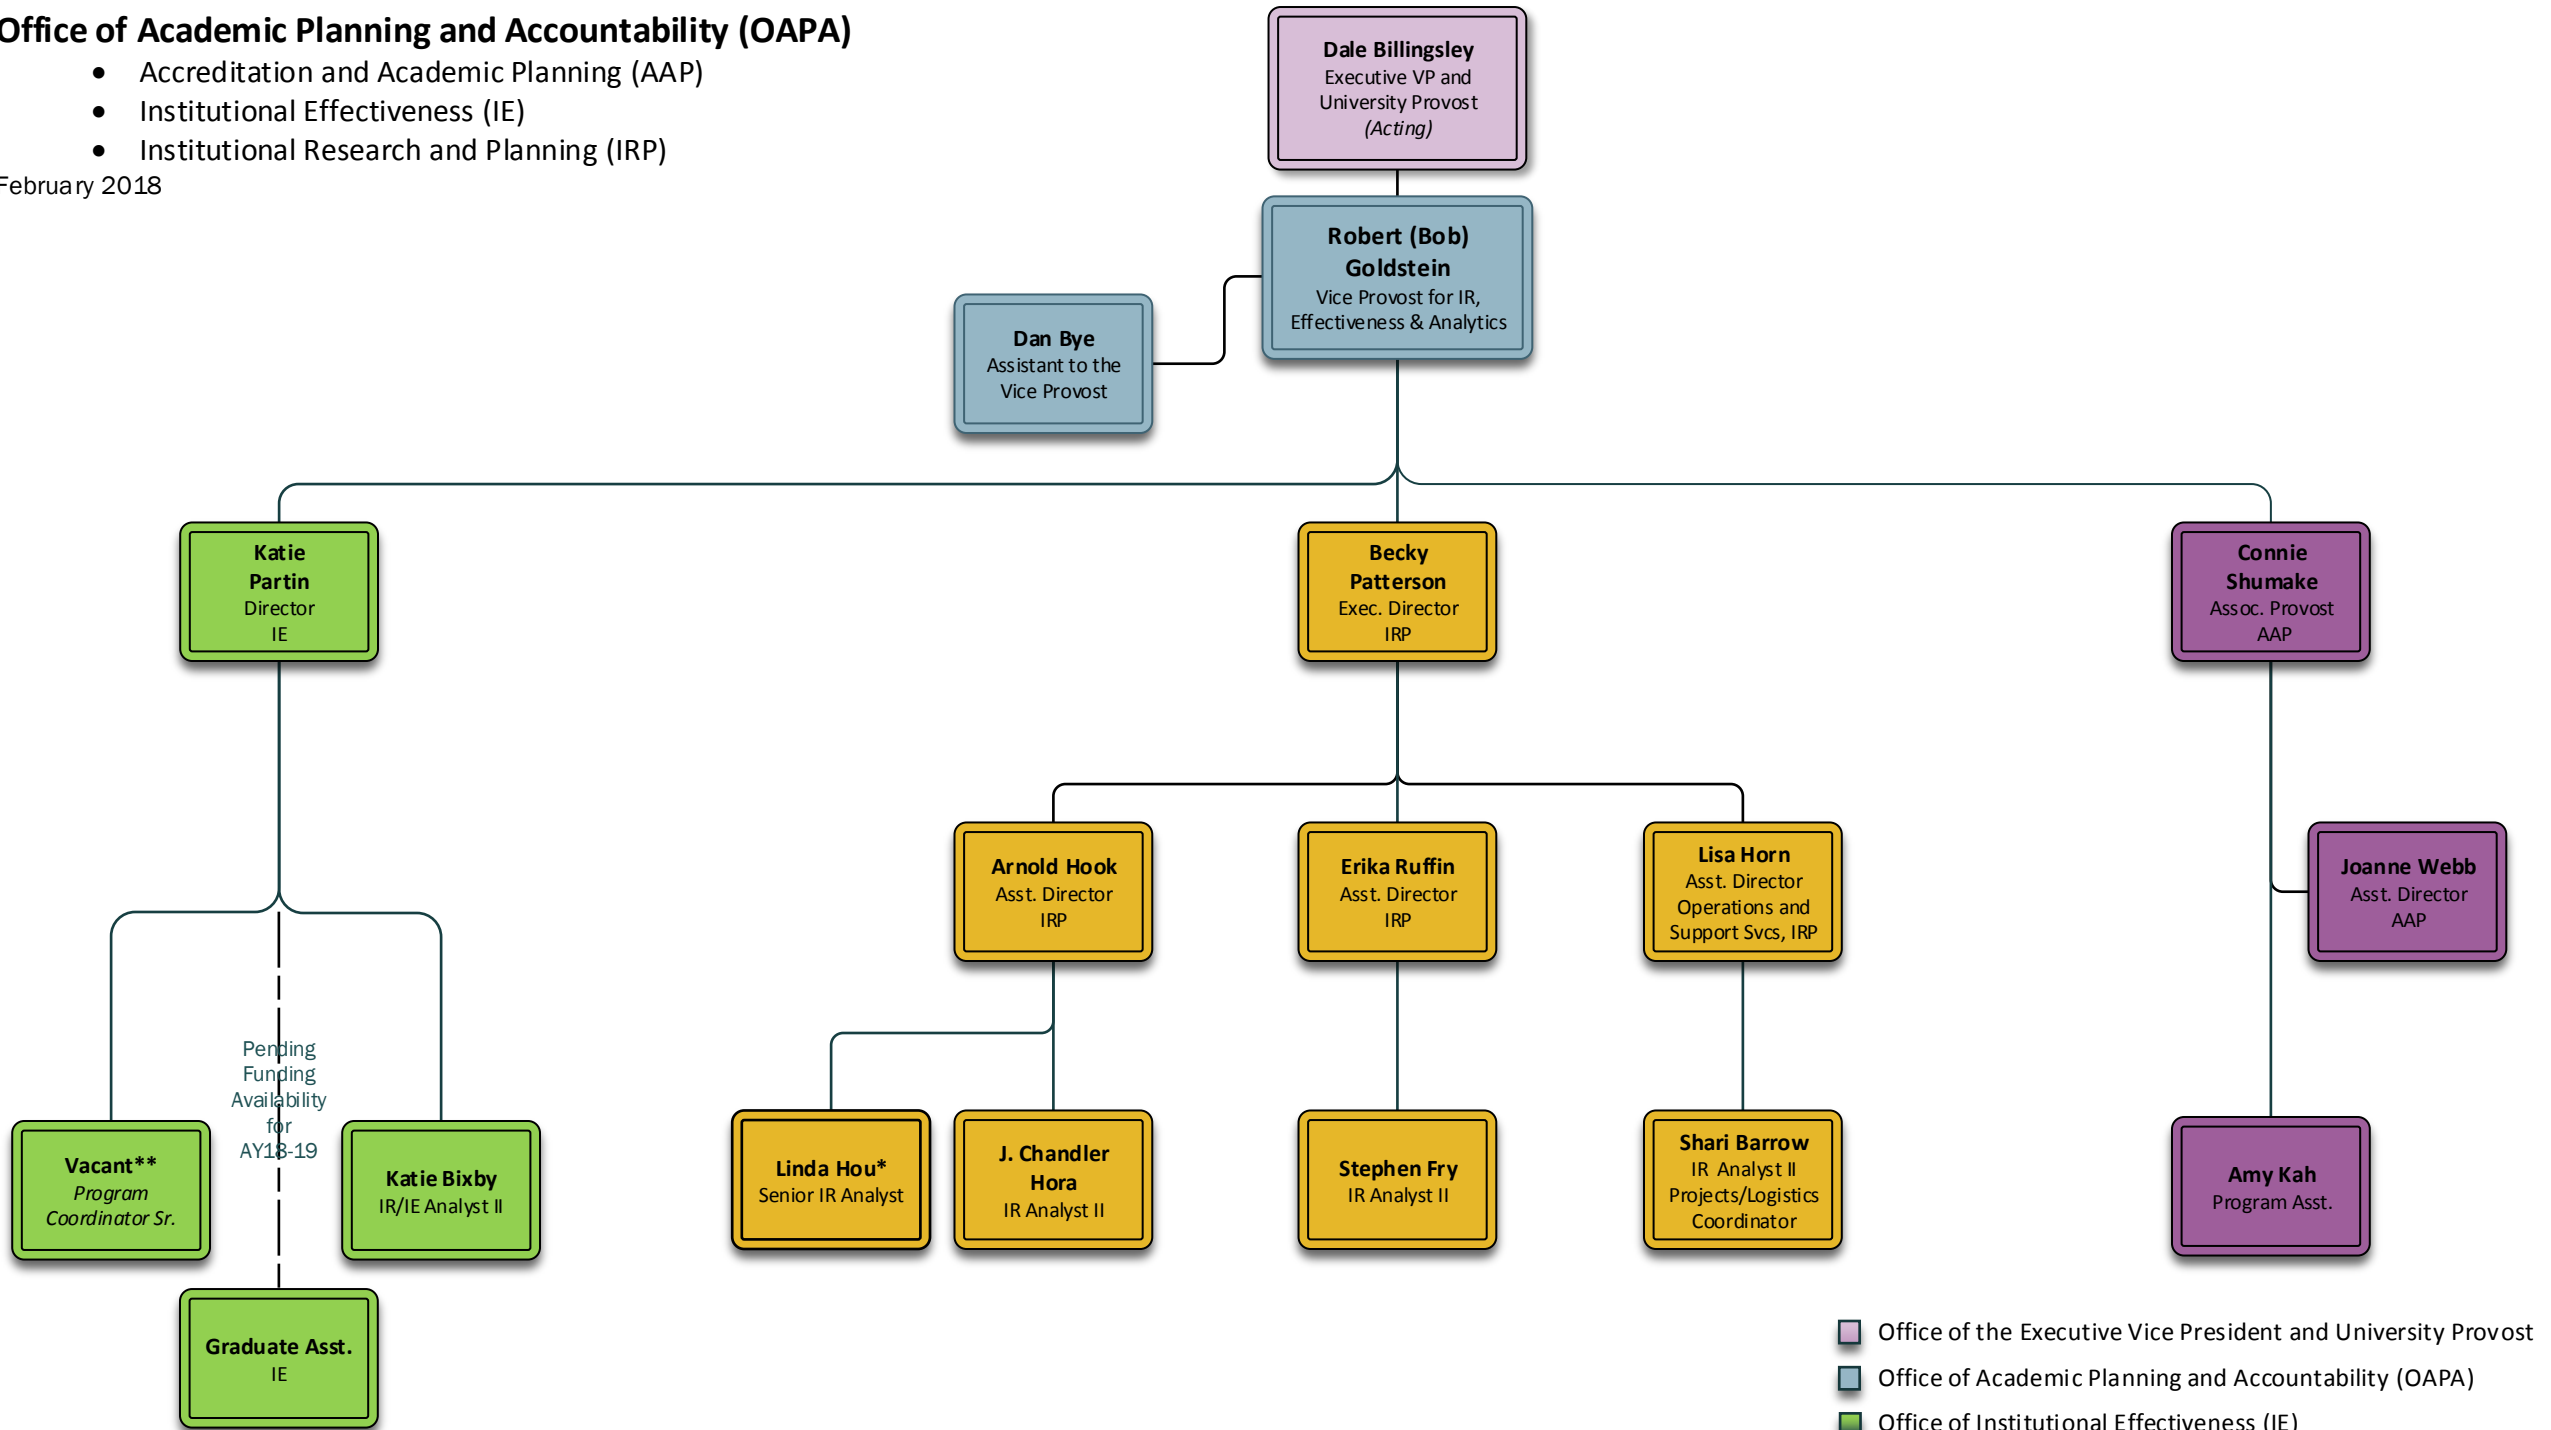 Office of Academic Planning and Accountability (OAPA)
• Accreditation and Academic Planning (AAP)
• Institutional Effectiveness (IE)
• Institutional Research and Planning (IRP)
February 2018
Dale Billingsley
Executive VP and
University Provost
(Acting)
Robert (Bob)
Goldstein
Vice Provost for IR,
Effectiveness & Analytics
Dan Bye
Assistant to the
Vice Provost
Katie
Partin
Director
IE
Becky
Patterson
Exec. Director
IRP
Connie
Shumake
Assoc. Provost
AAP
Arnold Hook
Asst. Director
IRP
Erika Ruffin
Asst. Director
IRP
Lisa Horn
Asst. Director
Operations and
Support Svcs, IRP
Joanne Webb
Asst. Director
AAP
Pending
Funding
Availability
for
AY18-19
Vacant**
Program
Coordinator Sr.
Katie Bixby
IR/IE Analyst II
Linda Hou*
Senior IR Analyst
J. Chandler
Hora
IR Analyst II
Stephen Fry
IR Analyst II
Shari Barrow
IR Analyst II
Projects/Logistics
Coordinator
Amy Kah
Program Asst.
Graduate Asst.
IE
Office of the Executive Vice President and University Provost
Office of Academic Planning and Accountability (OAPA)
Office of Institutional Effectiveness (IE)